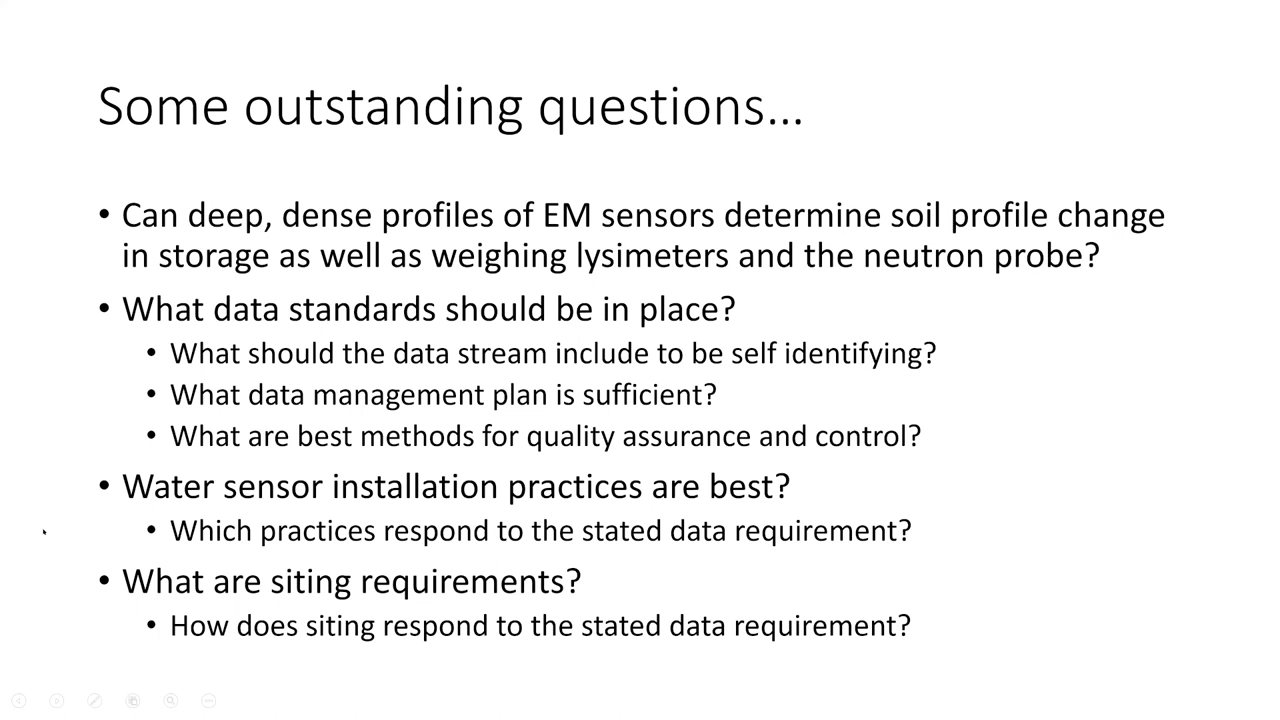 Some outstanding questions...
• Can deep, dense profiles of EM sensors determine soil profile change
in storage as well as weighing lysimeters and the neutron probe?
• What data standards should be in place?
• What should the data stream include to be self identifying?
• What data management plan is sufficient?
• What are best methods for quality assurance and control?
• Water sensor installation practices are best?
• Which practices respond to the stated data requirement?
• What are siting requirements?
• How does siting respond to the stated data requirement?